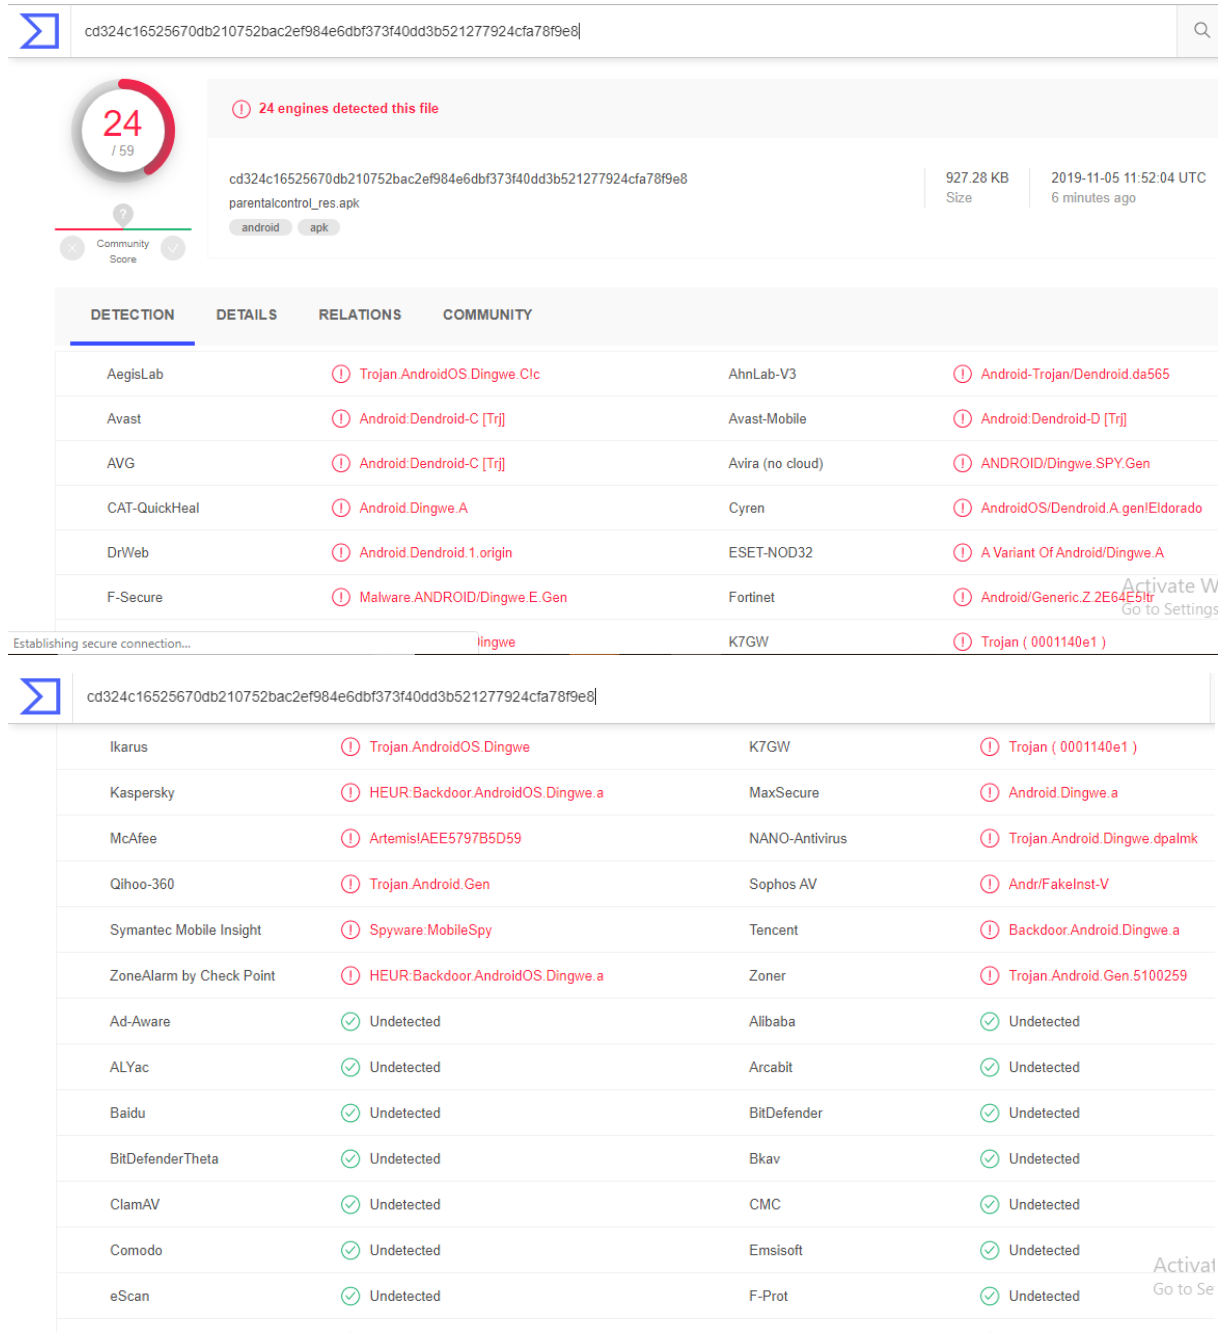 cd324c16525670db210752bac2ef984e6dbf373f40dd3b521277924cfa78f9e8
24
/ 59
24 engines detected this file
cd324c16525670db210752bac2ef984e6dbf373f40dd3b521277924cfa78f9e8
parentalcontrol_res.apk
android apk
927.28 KB
Size
2019-11-05 11:52:04 UTC
6 minutes ago
?
Community
Score
DETECTION DETAILS RELATIONS COMMUNITY
AegisLab Trojan.AndroidOS.Dingwe.C!c AhnLab-V3 Android-Trojan/Dendroid.da565
Avast Android:Dendroid-C [Trj] Avast-Mobile Android:Dendroid-D [Trj]
AVG Android:Dendroid-C [Trj] Avira (no cloud) ANDROID/Dingwe.SPY.Gen
CAT-QuickHeal Android.Dingwe.A Cyren AndroidOS/Dendroid.A.gen!Eldorado
DrWeb Android.Dendroid.1.origin ESET-NOD32 A Variant Of Android/Dingwe.A
F-Secure Malware.ANDROID/Dingwe.E.Gen Fortinet Android/Generic.Z.2E64E5!tr
Activate W
Go to Settings
Establishing secure connection... ingwe K7GW Trojan ( 0001140e1 )
cd324c16525670db210752bac2ef984e6dbf373f40dd3b521277924cfa78f9e8
Ikarus Trojan.AndroidOS.Dingwe K7GW Trojan ( 0001140e1 )
Kaspersky HEUR:Backdoor.AndroidOS.Dingwe.a MaxSecure Android.Dingwe.a
McAfee Artemis!AEE5797B5D59 NANO-Antivirus Trojan.Android.Dingwe.dpalmk
Qihoo-360 Trojan.Android.Gen Sophos AV Andr/FakeInst-V
Symantec Mobile Insight Spyware:MobileSpy Tencent Backdoor.Android.Dingwe.a
ZoneAlarm by Check Point HEUR:Backdoor.AndroidOS.Dingwe.a Zoner Trojan.Android.Gen.5100259
Ad-Aware Undetected Alibaba Undetected
ALYac Undetected Arcabit Undetected
Baidu Undetected BitDefender Undetected
BitDefenderTheta Undetected Bkav Undetected
ClamAV Undetected CMC Undetected
Comodo Undetected Emsisoft Undetected
eScan Undetected F-Prot Undetected
Activat
Go to Se